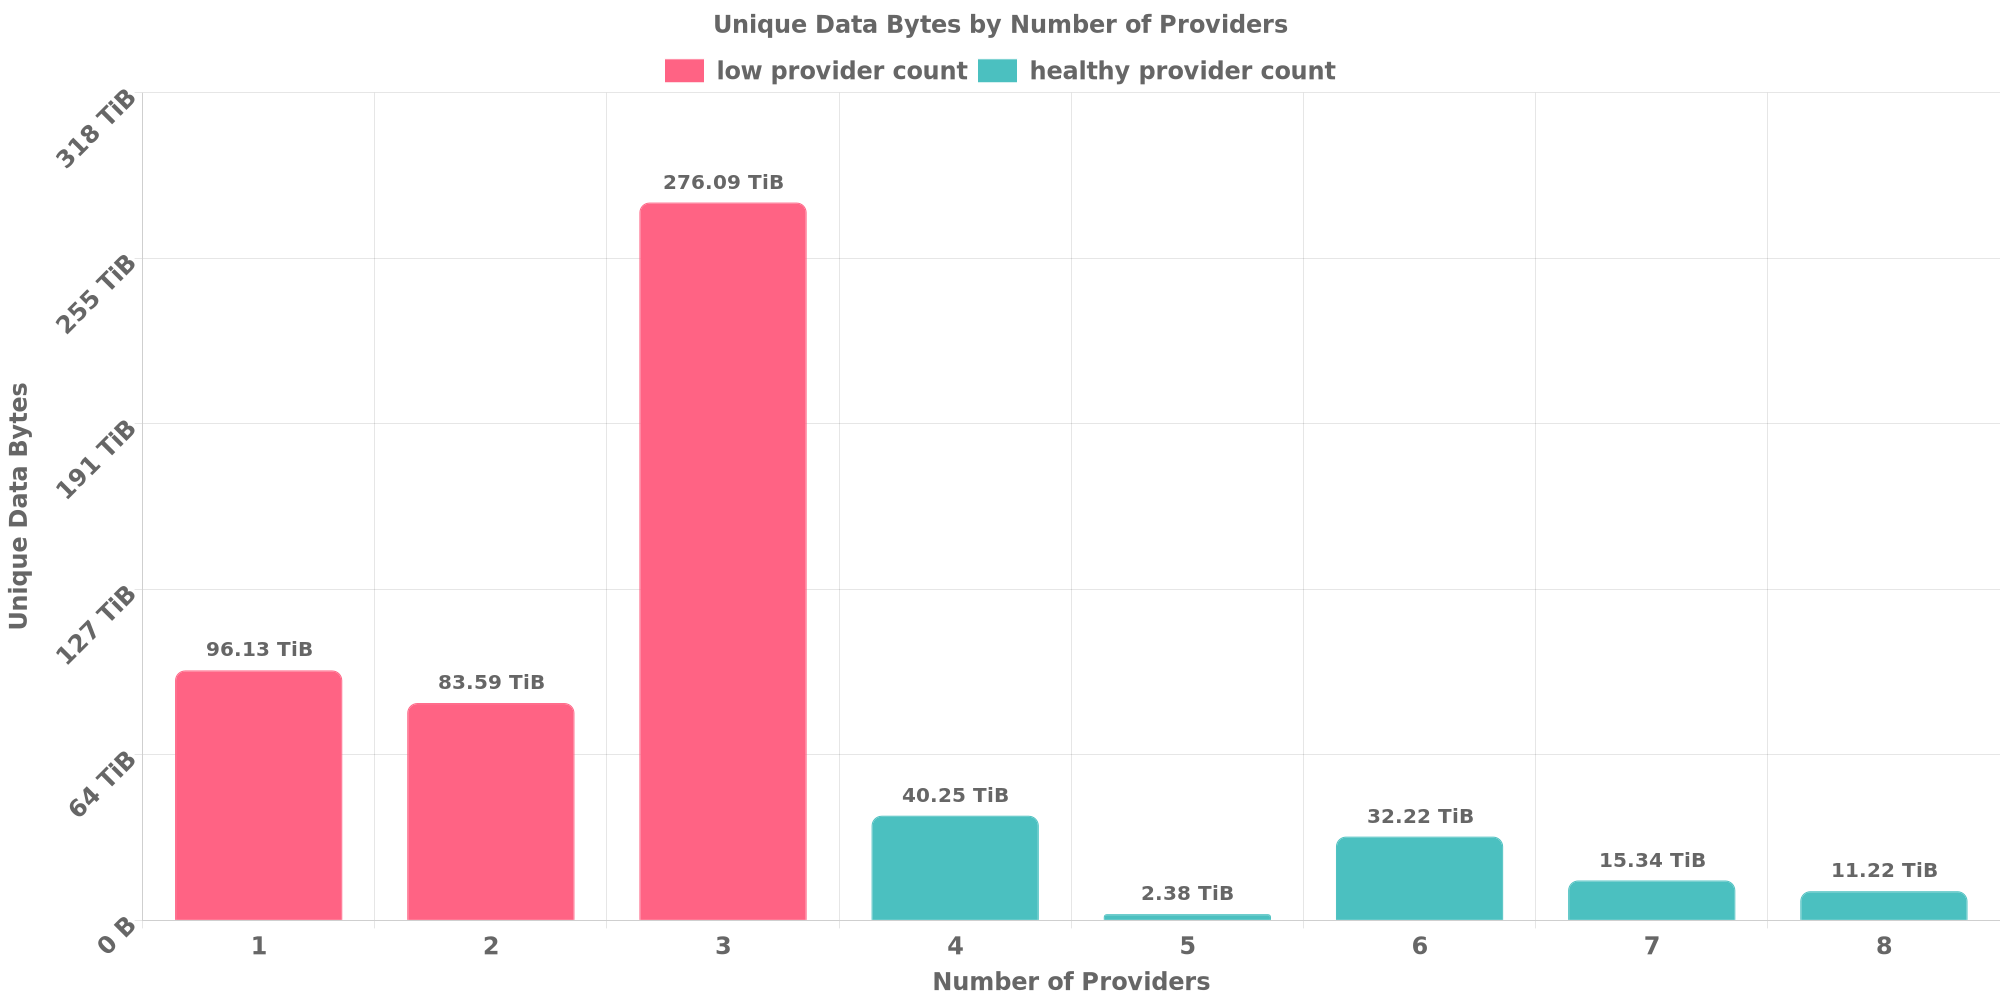 Unique Data Bytes by Number of Providers
low provider count healthy provider count
318 TiB
255 TiB
191 TiB
127 TiB
64 TiB
0 B
Unique Data Bytes
96.13 TiB
83.59 TiB
276.09 TiB
40.25 TiB
2.38 TiB
32.22 TiB
15.34 TiB
11.22 TiB
1 2 3 4 5 6 7 8
Number of Providers